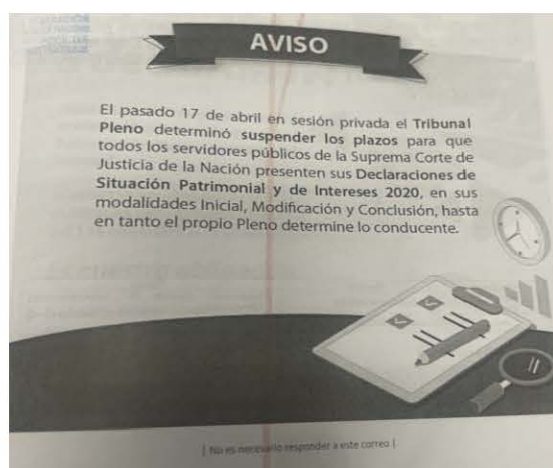 AVISO
El pasado 17 de abril en sesión privada el Tribunal
Pleno determinó suspender los plazos para que
todos los servidores públicos de la Suprema Corte de
Justicia de la Nación presenten sus Declaraciones de
Situación Patrimonial y de Intereses 2020, en sus
modalidades Inicial, Modificación y Conclusión, hasta
en tanto el propio Pleno determine lo conducente.
| No es necesario responder a este correo |